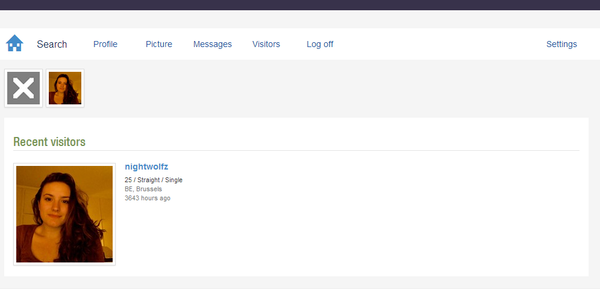 Search Profile Picture Messages Visitors Log off Settings
Recent visitors
nightwolfz
25 / Straight / Single
BE, Brussels
3643 hours ago